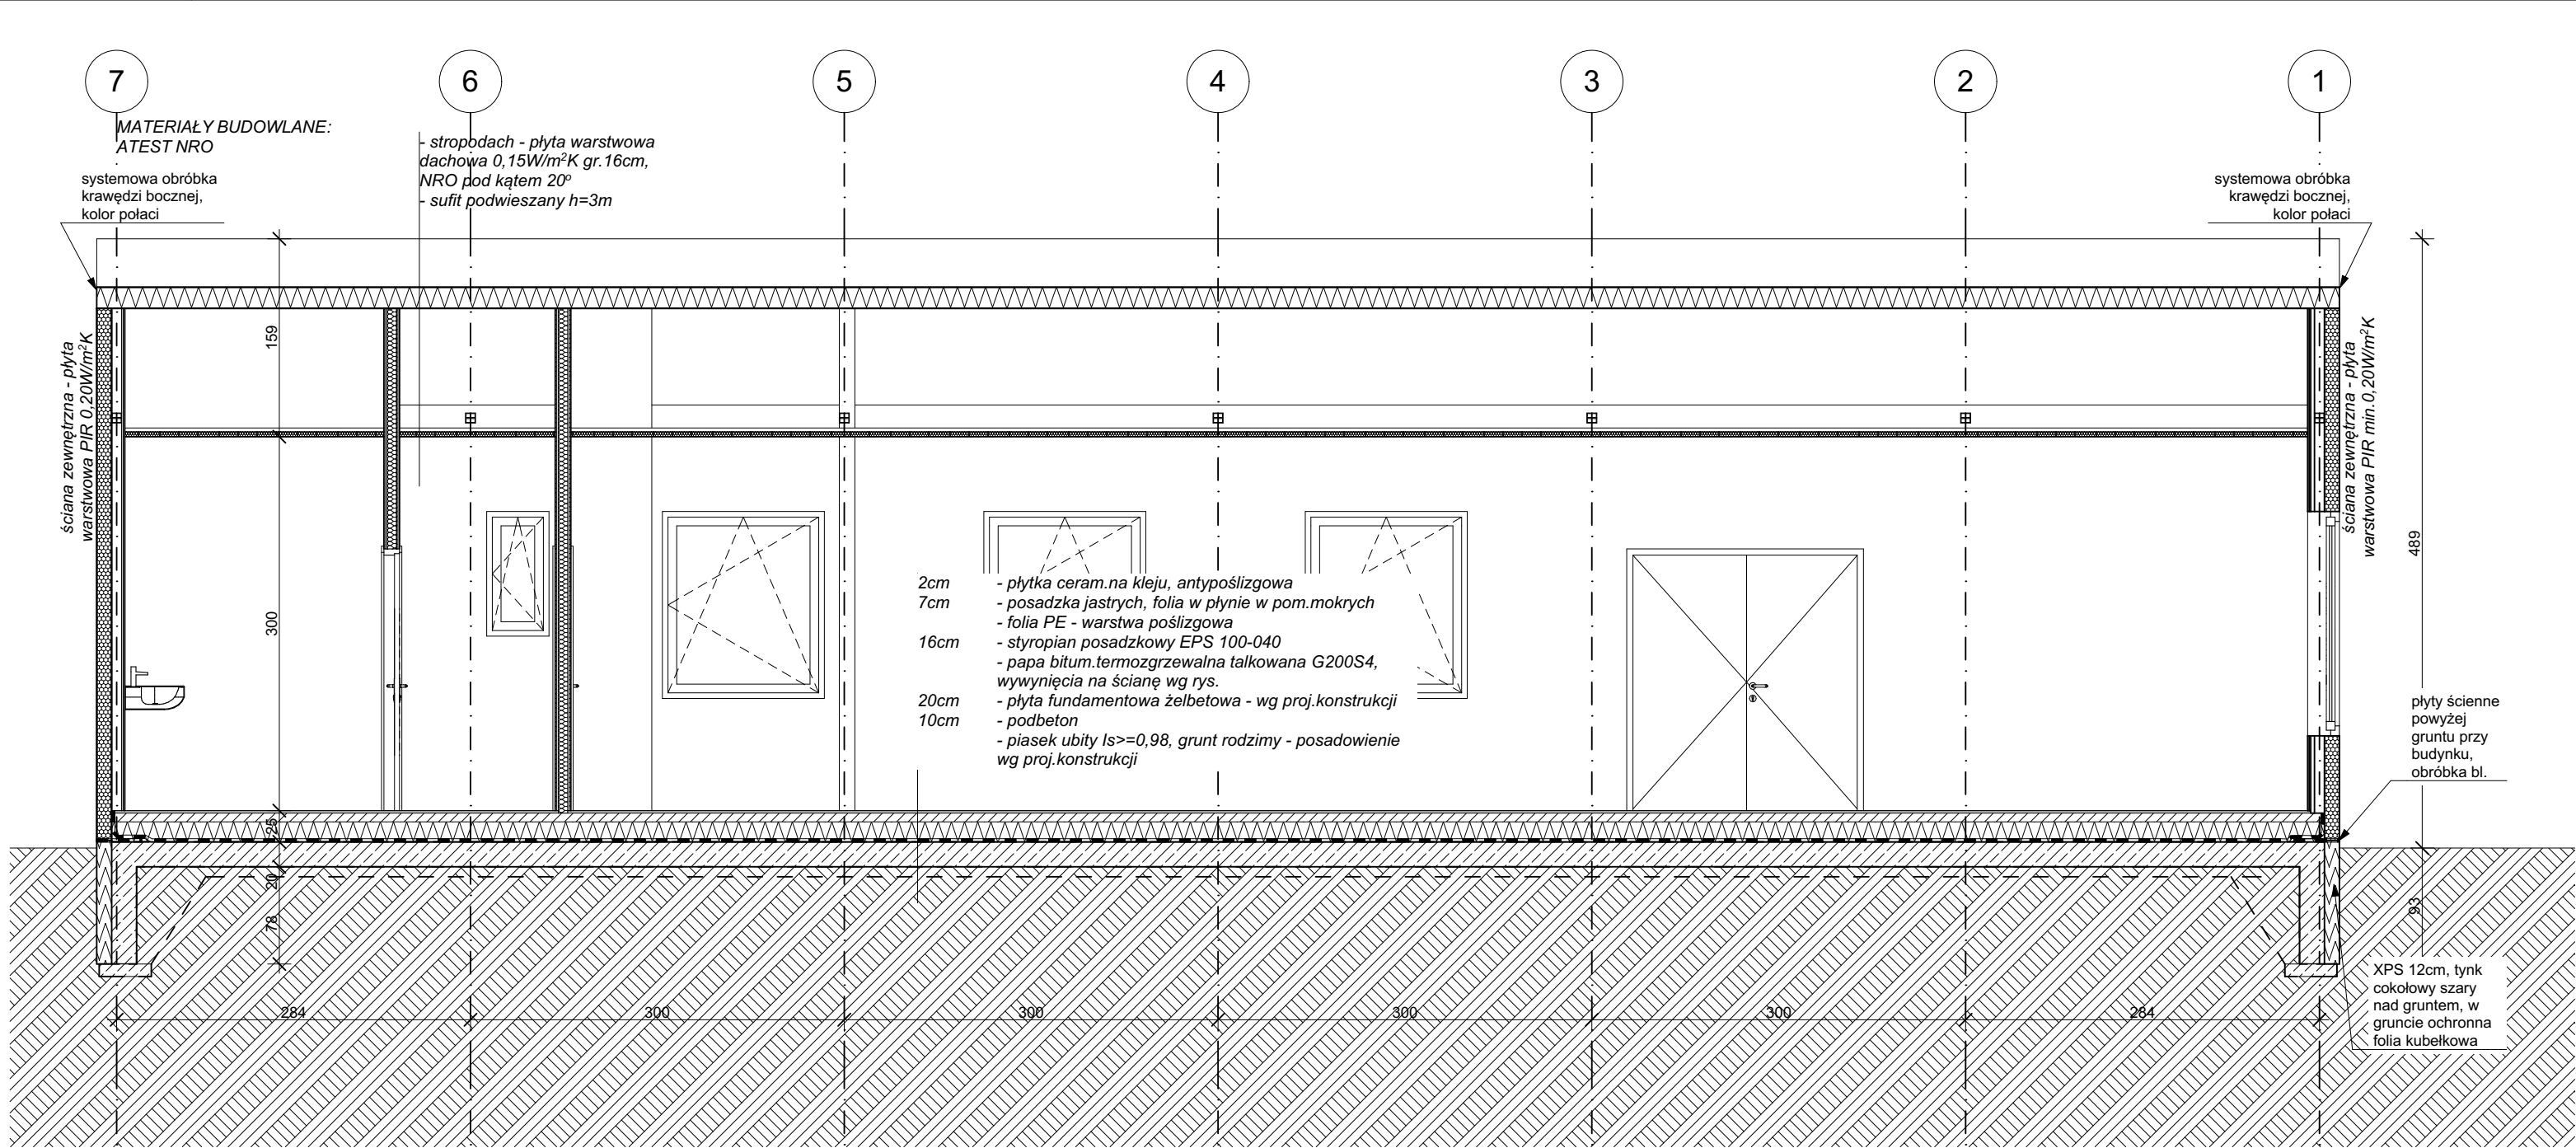 7
6
5
4
3
2
1
MATERIAŁY BUDOWLANE:
ATEST NRO
- stropodach - płyta warstwowa
dachowa 0,15W/m²K gr.16cm,
NRO pod kątem 20º
- sufit podwieszany h=3m
systemowa obróbka
krawędzi bocznej,
kolor połaci
systemowa obróbka
krawędzi bocznej,
kolor połaci
159
ściana zewnętrzna - płyta
warstwowa PIR 0,20W/m²K
ściana zewnętrzna - płyta
warstwowa PIR min.0,20W/m²K
489
300
2cm - płytka ceram.na kleju, antypoślizgowa
7cm - posadzka jastrych, folia w płynie w pom.mokrych
- folia PE - warstwa poślizgowa
16cm - styropian posadzkowy EPS 100-040
- papa bitum.termozgrzewalna talkowana G200S4,
wywynięcia na ścianę wg rys.
20cm - płyta fundamentowa żelbetowa - wg proj.konstrukcji
10cm - podbeton
- piasek ubity Is>=0,98, grunt rodzimy - posadowienie
wg proj.konstrukcji
płyty ścienne
powyżej
gruntu przy
budynku,
obróbka bl.
25
20
78
93
XPS 12cm, tynk
cokołowy szary
nad gruntem, w
gruncie ochronna
folia kubełkowa
284
300
300
300
300
284